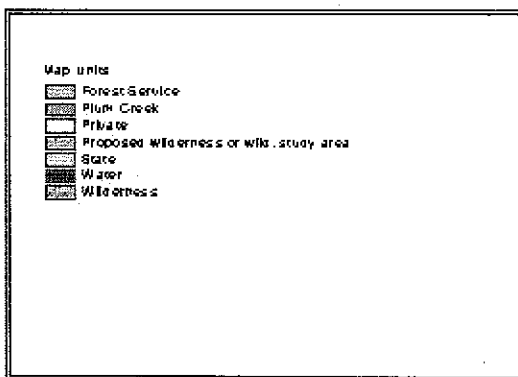 Map units
Forest Service
Plum Creek
Private
Proposed wilderness or wild. study area
State
Water
Wilderness